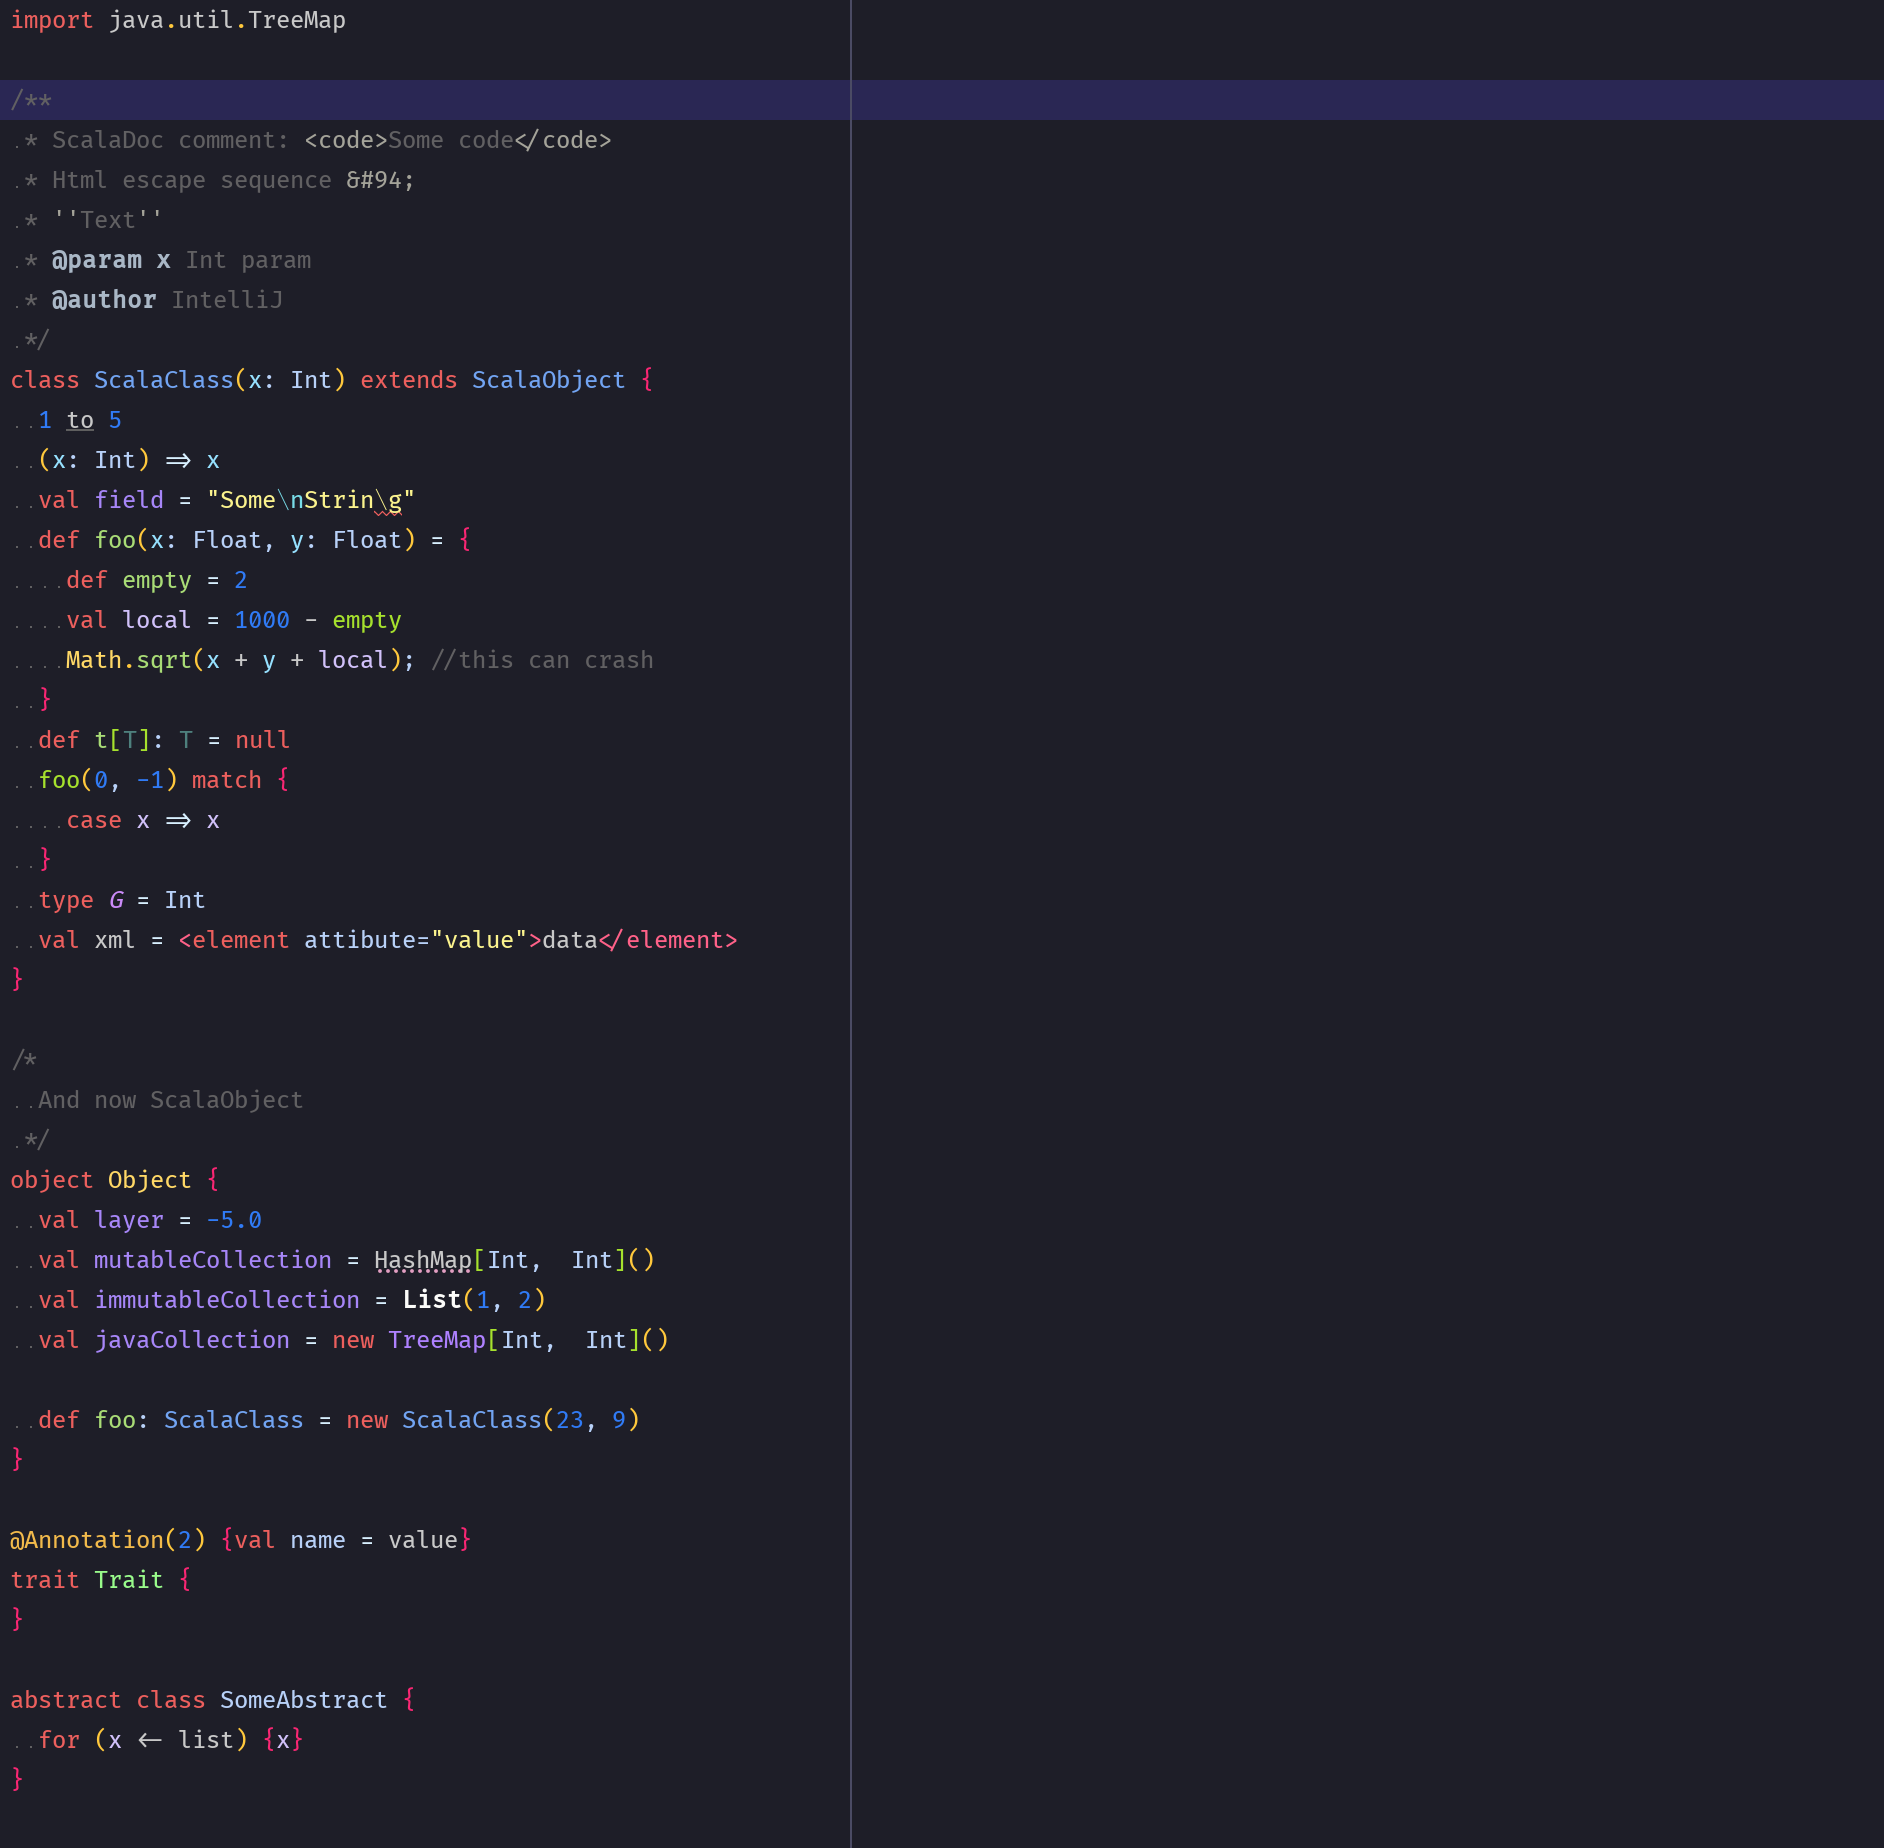 import java.util.TreeMap

/**
 * ScalaDoc comment: <code>Some code</code>
 * Html escape sequence &#94;
 * ''Text''
 * @param x Int param
 * @author IntelliJ
 */
class ScalaClass(x: Int) extends ScalaObject {
  1 to 5
  (x: Int) => x
  val field = "Some\nStrin\g"
  def foo(x: Float, y: Float) = {
    def empty = 2
    val local = 1000 - empty
    Math.sqrt(x + y + local); //this can crash
  }
  def t[T]: T = null
  foo(0, -1) match {
    case x => x
  }
  type G = Int
  val xml = <element attibute="value">data</element>
}

/*
  And now ScalaObject
 */
object Object {
  val layer = -5.0
  val mutableCollection = HashMap[Int,  Int]()
  val immutableCollection = List(1, 2)
  val javaCollection = new TreeMap[Int,  Int]()

  def foo: ScalaClass = new ScalaClass(23, 9)
}

@Annotation(2) {val name = value}
trait Trait {
}

abstract class SomeAbstract {
  for (x <- list) {x}
}